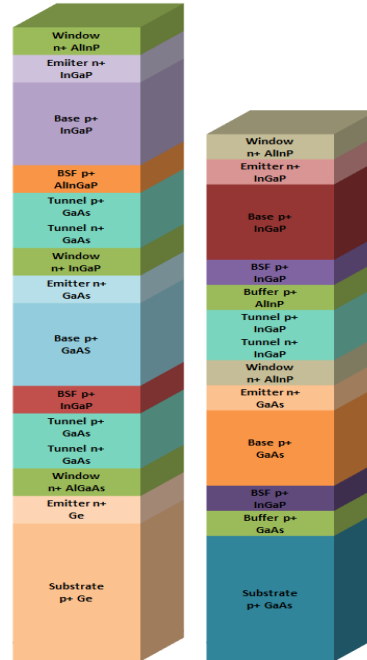 Window
n+ AlInP
Emiiter n+
InGaP
Base p+
InGaP
BSF p+
AlInGaP
Tunnel p+
GaAs
Tunnel n+
GaAs
Window
n+ InGaP
Emitter n+
GaAs
Base p+
GaAS
BSF p+
InGaP
Tunnel p+
GaAs
Tunnel n+
GaAs
Window
n+ AlGaAs
Emitter n+
Ge
Substrate
p+ Ge
Window
n+ AlInP
Emitter n+
InGaP
Base p+
InGaP
BSF p+
InGaP
Buffer p+
AlInP
Tunnel p+
InGaP
Tunnel n+
InGaP
Window
n+ AlInP
Emitter n+
GaAs
Base p+
GaAs
BSF p+
InGaP
Buffer p+
GaAs
Substrate
p+ GaAs